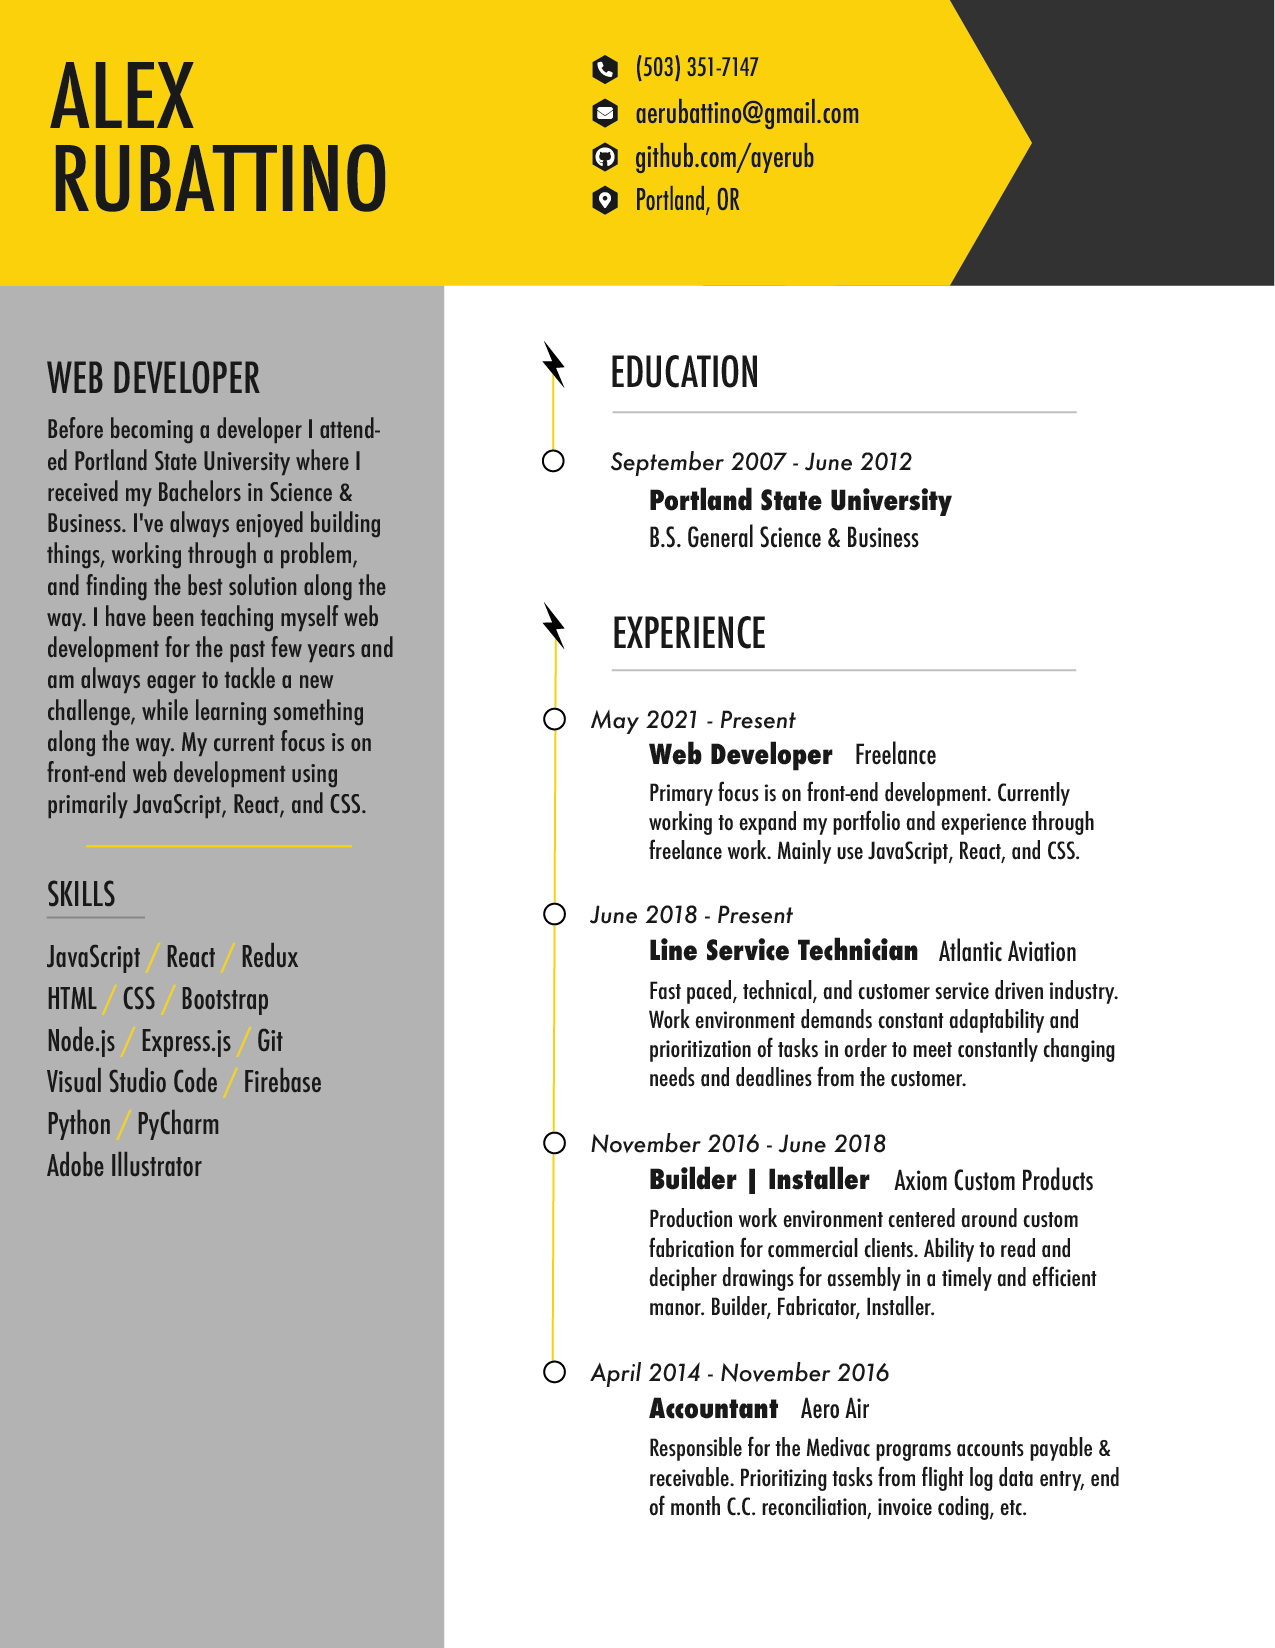 ALEX
RUBATTINO
(503) 351-7147
aerubattino@gmail.com
github.com/ayerub
Portland, OR
WEB DEVELOPER
Before becoming a developer I attend-
ed Portland State University where I
received my Bachelors in Science &
Business. I've always enjoyed building
things, working through a problem,
and finding the best solution along the
way. I have been teaching myself web
development for the past few years and
am always eager to tackle a new
challenge, while learning something
along the way. My current focus is on
front-end web development using
primarily JavaScript, React, and CSS.
SKILLS
JavaScript / React / Redux
HTML / CSS / Bootstrap
Node.js / Express.js / Git
Visual Studio Code / Firebase
Python / PyCharm
Adobe Illustrator
EDUCATION
September 2007 - June 2012
Portland State University
B.S. General Science & Business
EXPERIENCE
May 2021 - Present
Web Developer Freelance
Primary focus is on front-end development. Currently
working to expand my portfolio and experience through
freelance work. Mainly use JavaScript, React, and CSS.
June 2018 - Present
Line Service Technician Atlantic Aviation
Fast paced, technical, and customer service driven industry.
Work environment demands constant adaptability and
prioritization of tasks in order to meet constantly changing
needs and deadlines from the customer.
November 2016 - June 2018
Builder | Installer Axiom Custom Products
Production work environment centered around custom
fabrication for commercial clients. Ability to read and
decipher drawings for assembly in a timely and efficient
manor. Builder, Fabricator, Installer.
April 2014 - November 2016
Accountant Aero Air
Responsible for the Medivac programs accounts payable &
receivable. Prioritizing tasks from flight log data entry, end
of month C.C. reconciliation, invoice coding, etc.